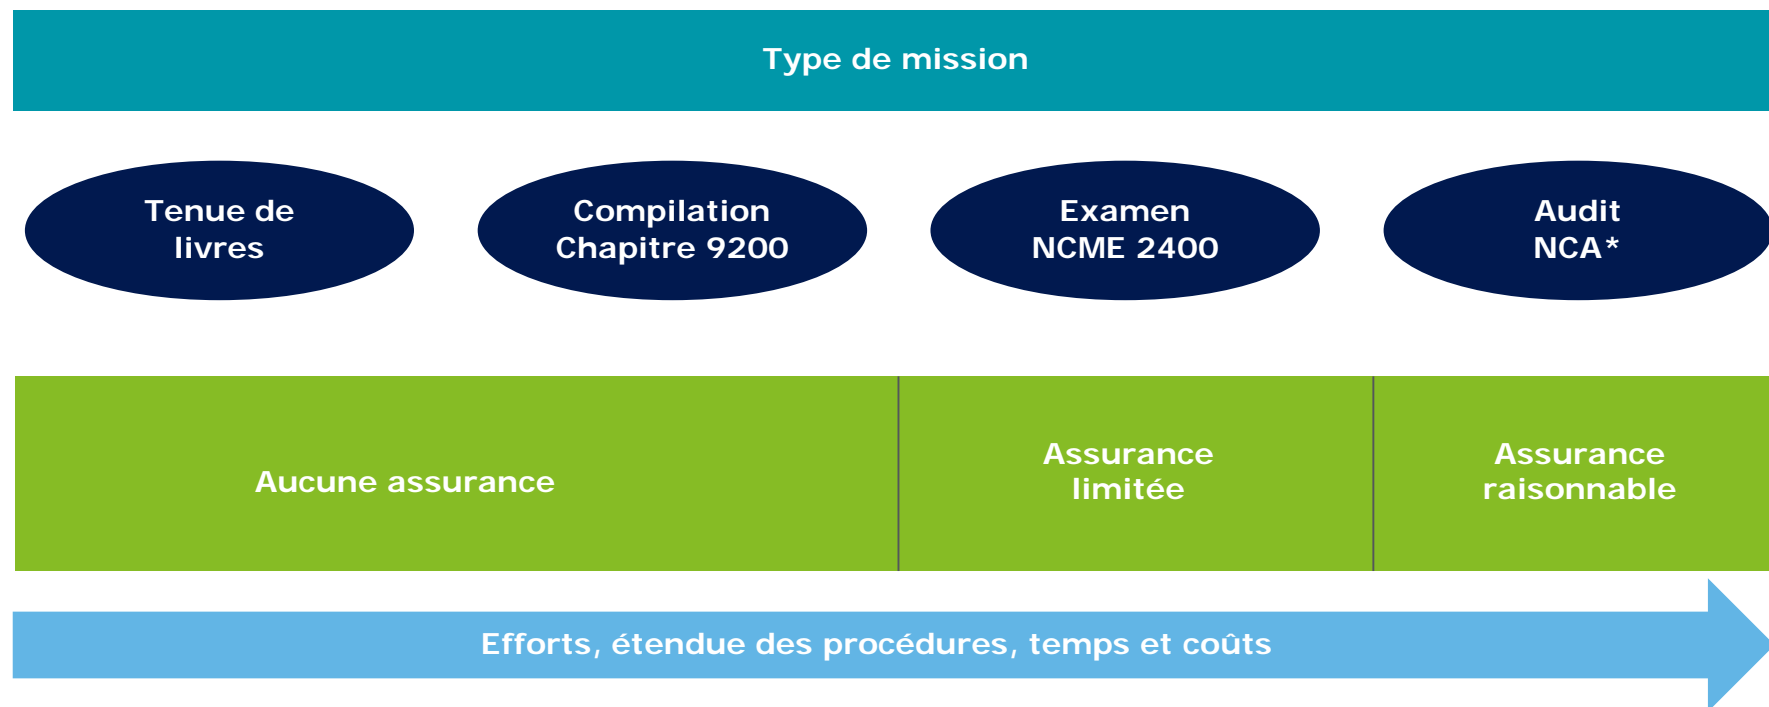 Type de mission
Tenue de
livres
Compilation
Chapitre 9200
Examen
NCME 2400
Audit
NCA*
Aucune assurance
Assurance
limitée
Assurance
raisonnable
Efforts, étendue des procédures, temps et coûts